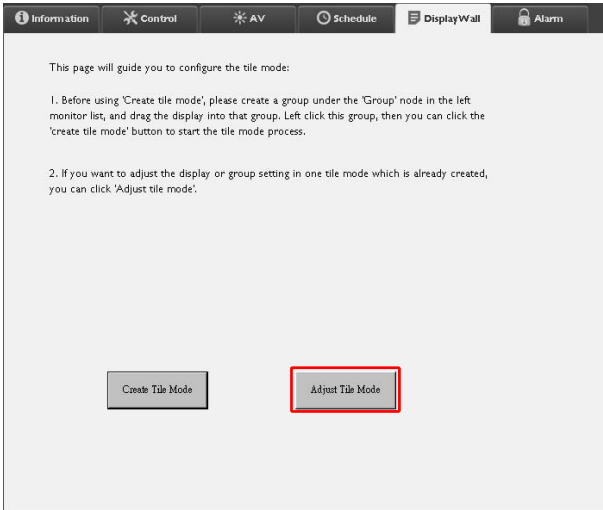 Information Control AV Schedule DisplayWall Alarm
This page will guide you to configure the tile mode:
1. Before using 'Create tile mode', please create a group under the 'Group' node in the left
monitor list, and drag the display into that group. Left click this group, then you can click the
'create tile mode' button to start the tile mode process.
2. If you want to adjust the display or group setting in one tile mode which is already created,
you can click 'Adjust tile mode'.
Create Tile Mode Adjust Tile Mode